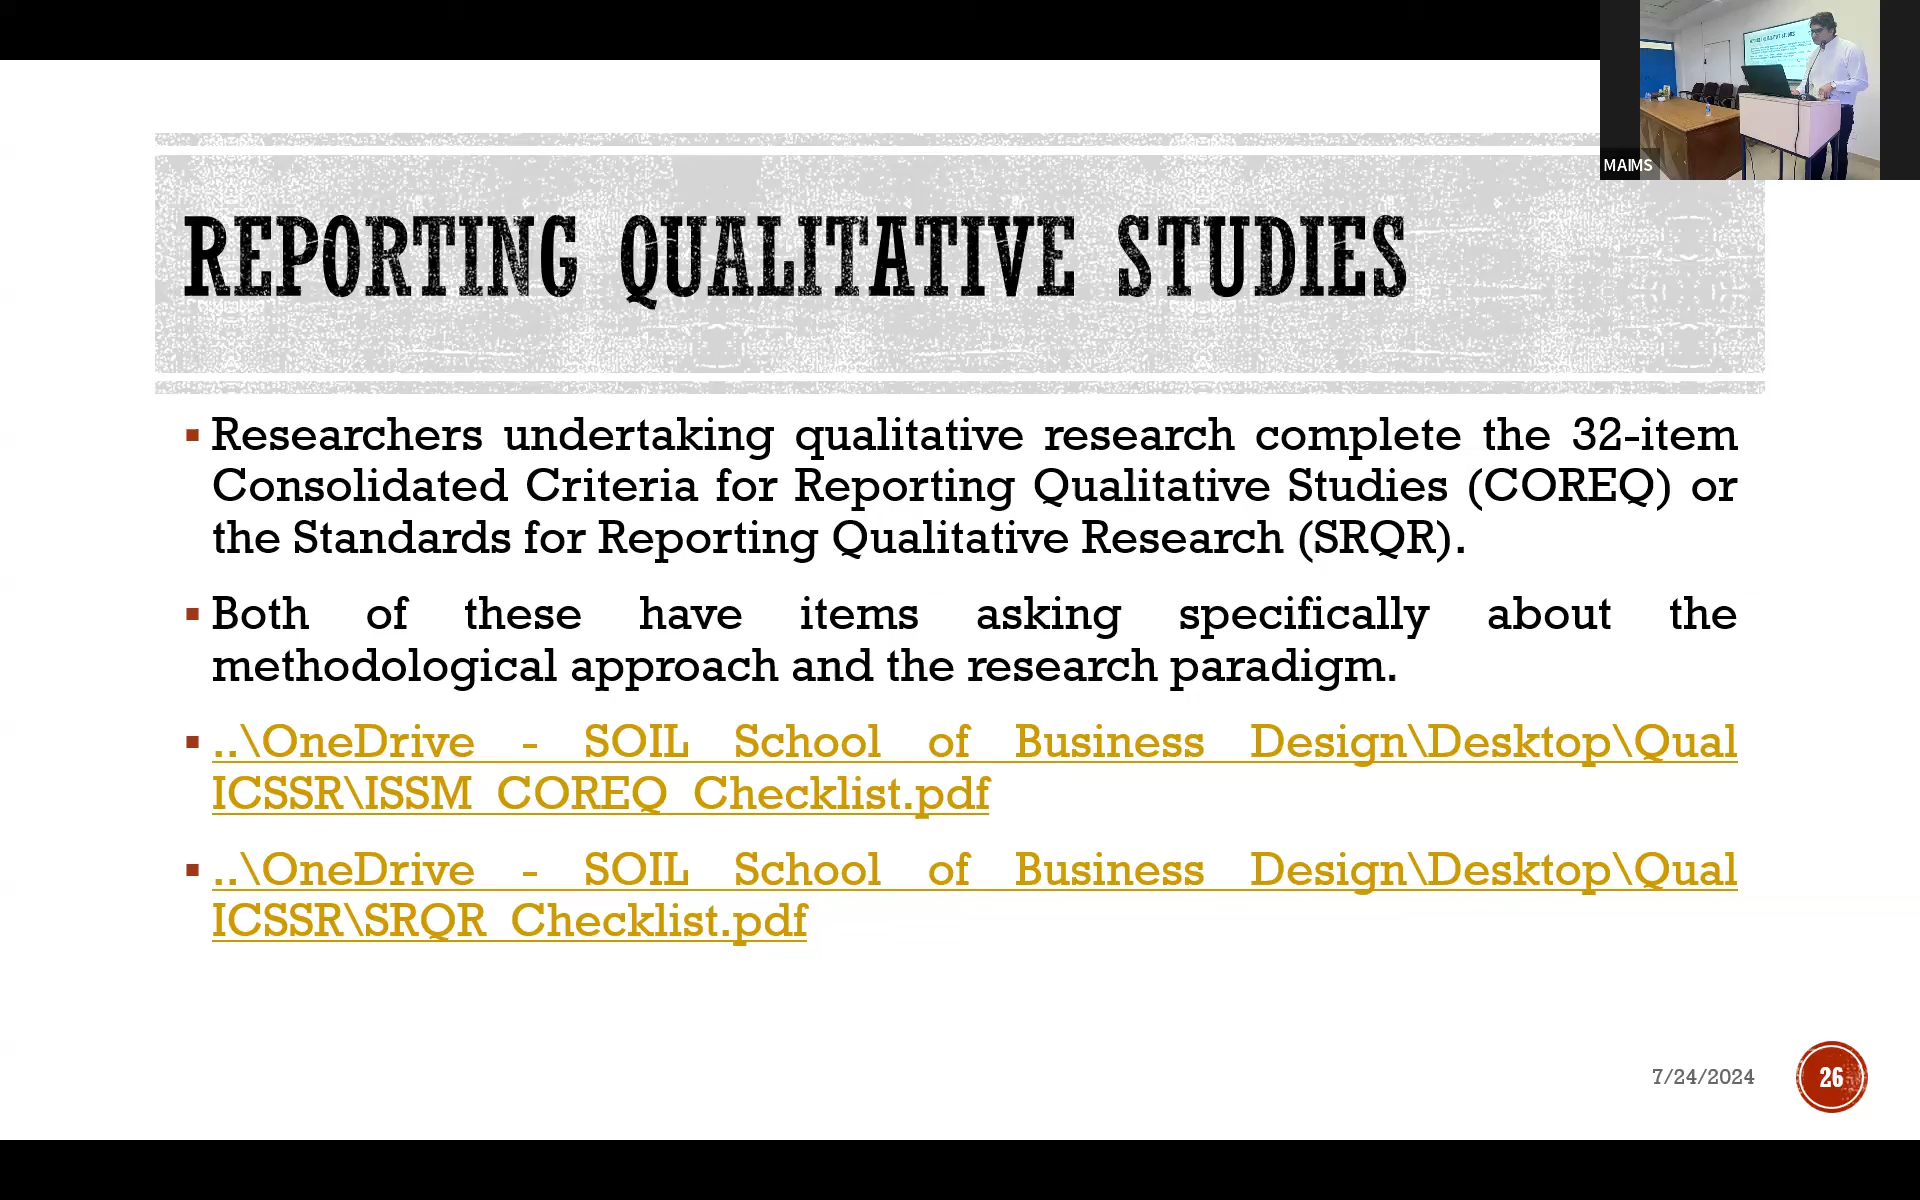 MAIMS
REPORTING QUALITATIVE STUDIES
Researchers undertaking qualitative research complete the 32-item
Consolidated Criteria for Reporting Qualitative Studies (COREQ) or
the Standards for Reporting Qualitative Research (SRQR).
Both of these have items asking specifically about the
methodological approach and the research paradigm.
..\OneDrive - SOIL School of Business Design\Desktop\Qual
ICSSR\ISSM_COREQ_Checklist.pdf
..\OneDrive - SOIL School of Business Design\Desktop\Qual
ICSSR\SRQR_Checklist.pdf
7/24/2024
26